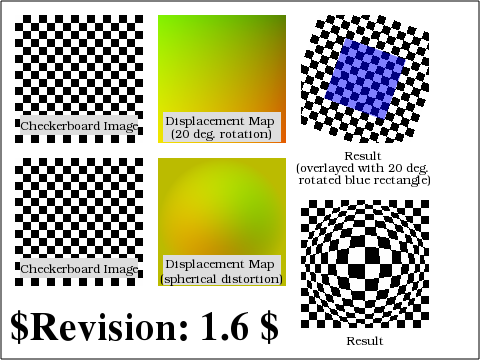 Checkerboard Image
Displacement Map
(20 deg. rotation)
Result
(overlayed with 20 deg.
rotated blue rectangle)
Checkerboard Image
Displacement Map
(spherical distortion)
Result
$Revision: 1.6 $